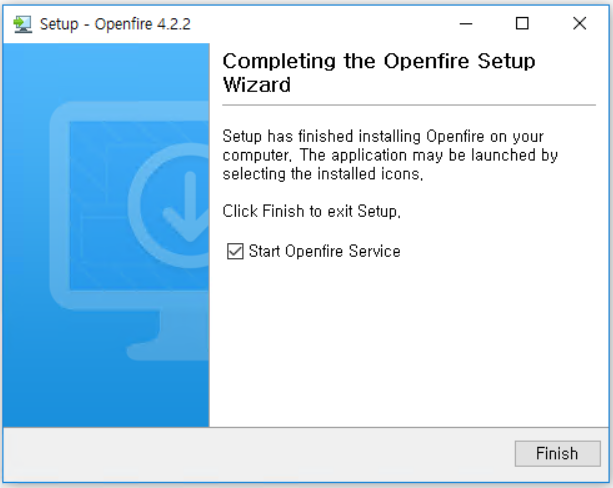 Setup - Openfire 4.2.2
Completing the Openfire Setup
Wizard
Setup has finished installing Openfire on your
computer. The application may be launched by
selecting the installed icons.
Click Finish to exit Setup.
Start Openfire Service
Finish